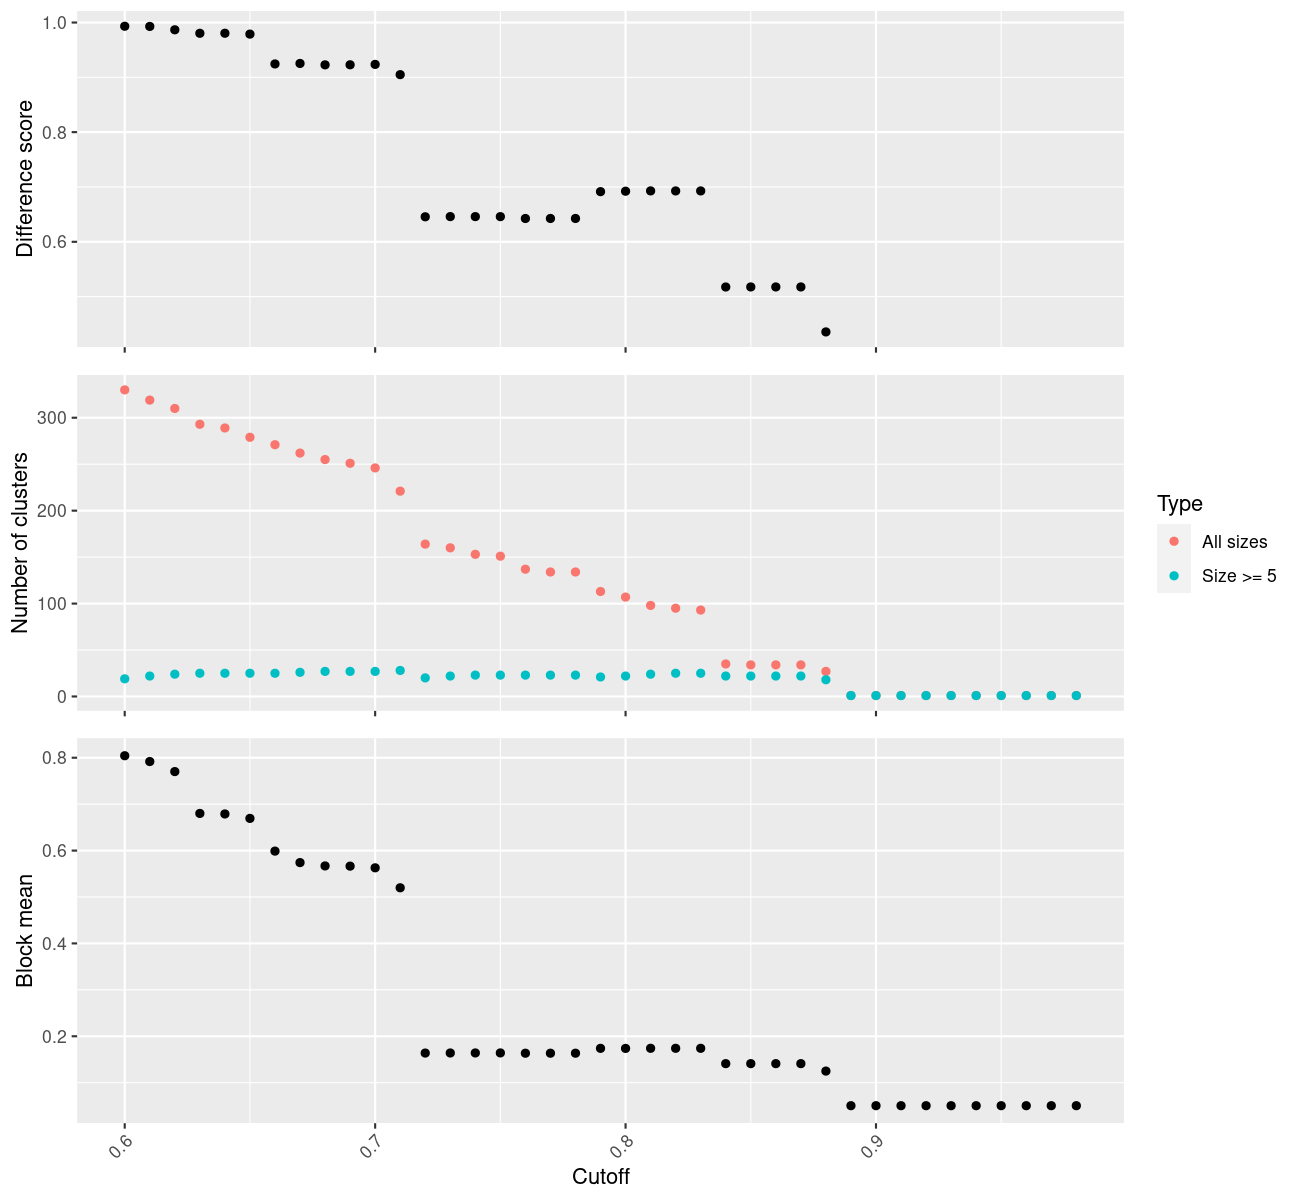 1.0
0.8
0.6
Difference score
300
200
100
0
Number of clusters
Type
All sizes
Size >= 5
0.8
0.6
0.4
0.2
Block mean
0.6
0.7
0.8
0.9
Cutoff